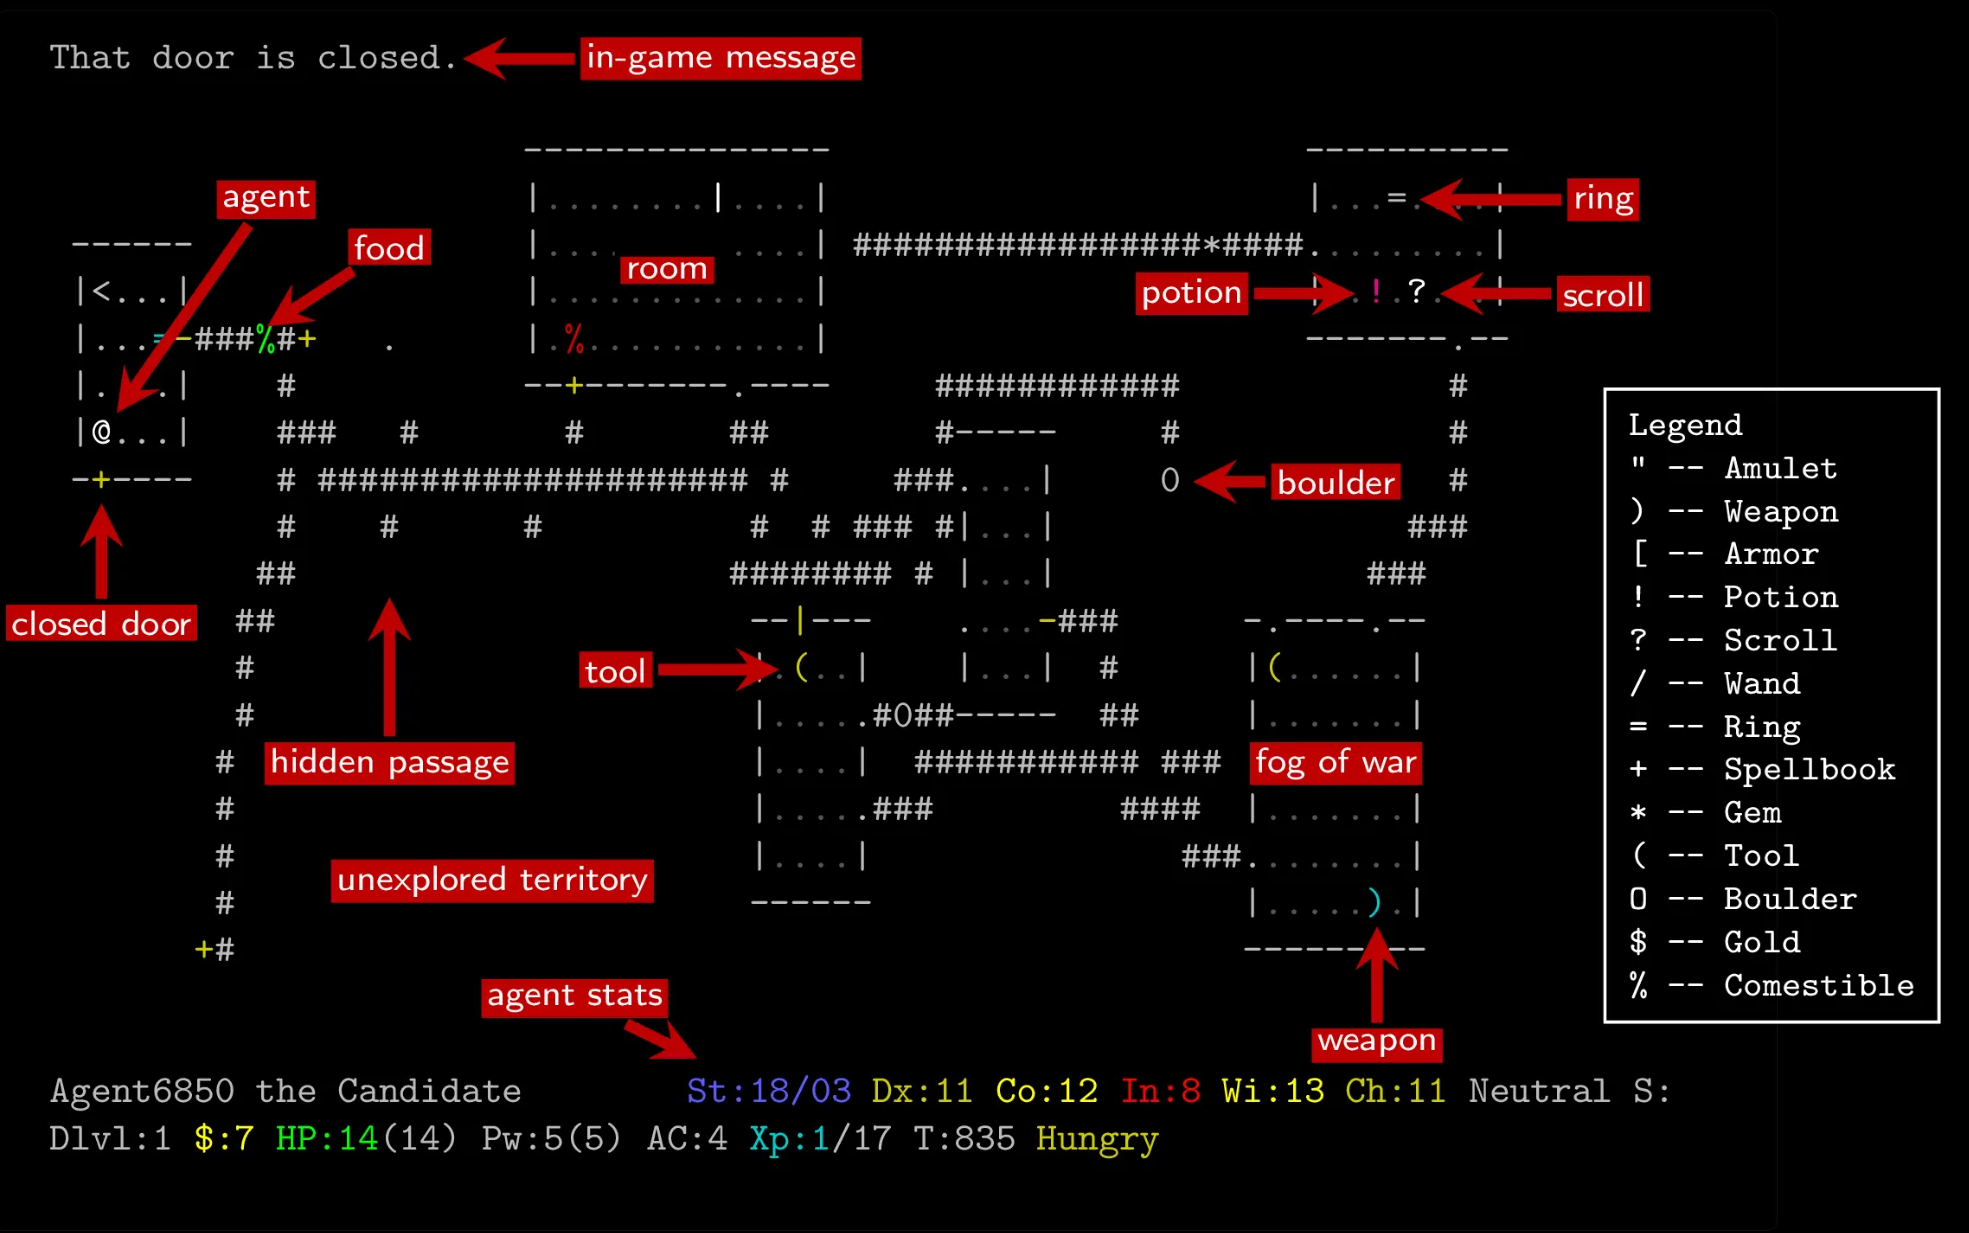 That door is closed.
in-game message
--------------- ----------
agent |........|....| |...=....| ring
food
------ |.... ....| #################*####.........|
room
|<...| |.............| potion |.!.?..| scroll
|...=-###%#+ . |.%...........| -------.--
|. .| # --+-------.---- ############ #
|@...| ### # # ## #----- # #
-+---- # ##################### # ###....| O boulder #
# # # # # ### #|...| ###
## ######## # |...| ###
closed door ## --|--- ....-### -.----.--
# tool .(..| |...| # |(......|
# |.....#O##----- ## |.......|
# hidden passage |....| ########### ### fog of war
# |.....### #### |.......|
# unexplored territory |....| ###........|
# ------ |.....).|
+# ------- --
agent stats
weapon
Legend
" -- Amulet
) -- Weapon
[ -- Armor
! -- Potion
? -- Scroll
/ -- Wand
= -- Ring
+ -- Spellbook
* -- Gem
( -- Tool
O -- Boulder
$ -- Gold
% -- Comestible
Agent6850 the Candidate St:18/03 Dx:11 Co:12 In:8 Wi:13 Ch:11 Neutral S:
Dlvl:1 $:7 HP:14(14) Pw:5(5) AC:4 Xp:1/17 T:835 Hungry